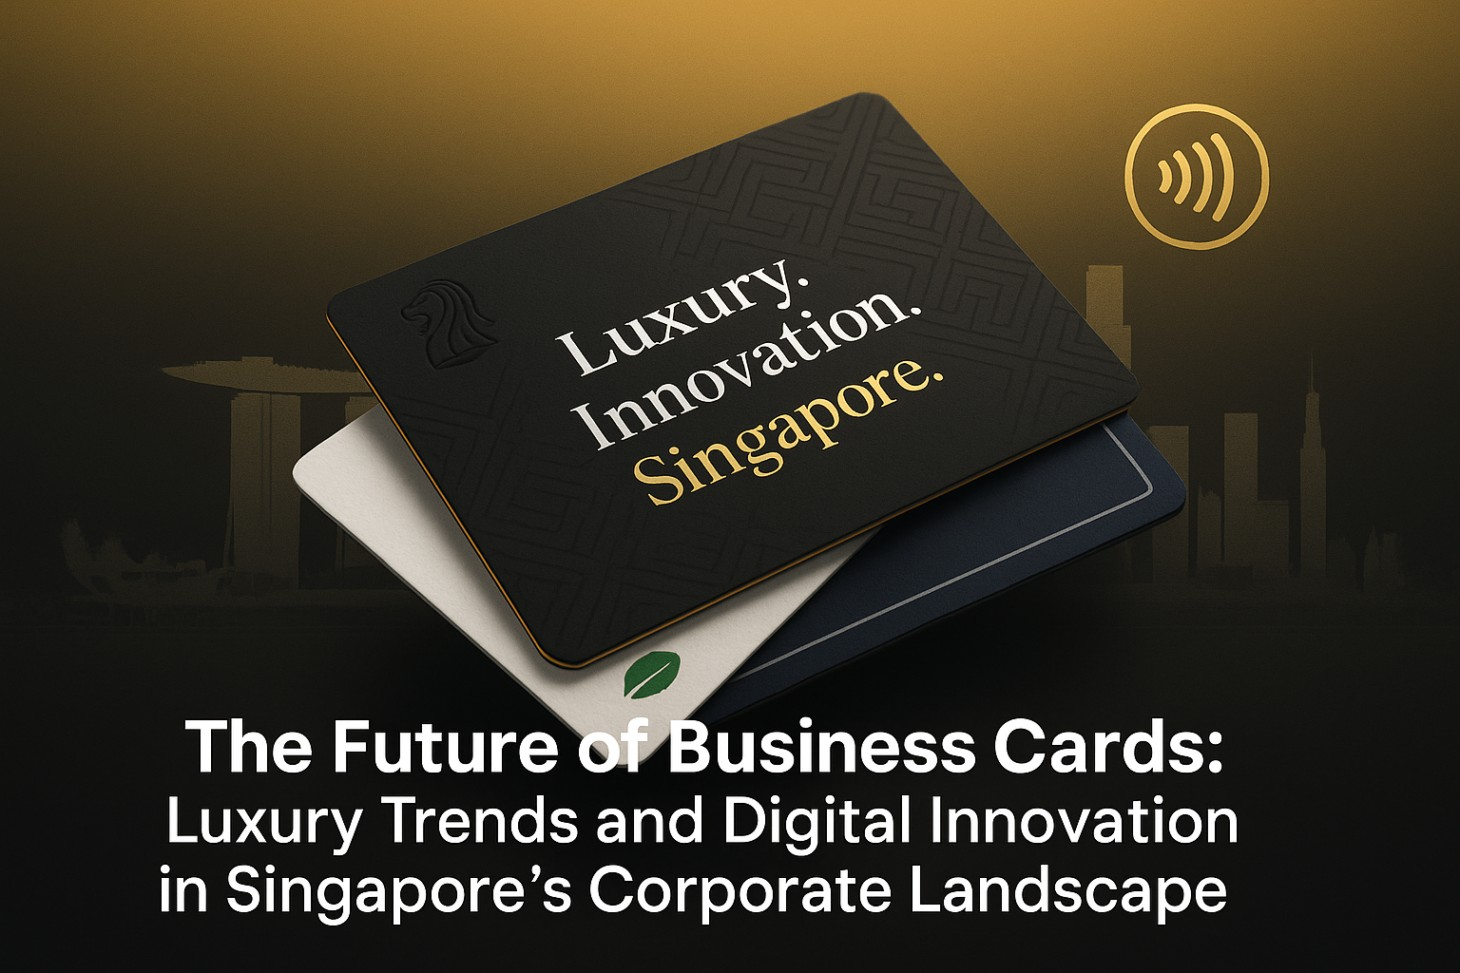 Luxury.
Innovation.
Singapore.
The Future of Business Cards:
Luxury Trends and Digital Innovation
in Singapore’s Corporate Landscape